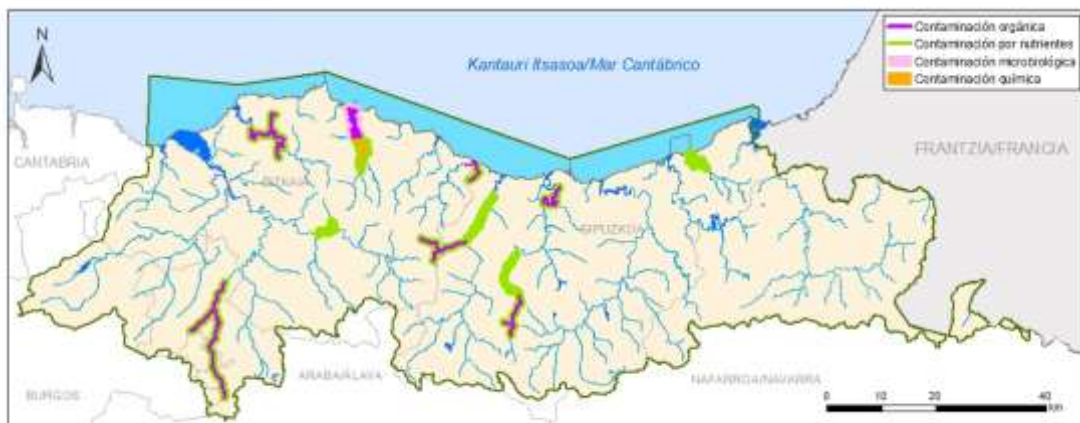 N
Kantauri Itsasoa/Mar Cantábrico
Contaminación orgánica
Contaminación por nutrientes
Contaminación microbiológica
Contaminación química
CANTABRIA
FRANTZIA/FRANCIA
BIZKAIA
GIPUZKOA
ARABA/ÁLAVA
NAFARROA/NAVARRA
BURGOS
0 10 20 40
km